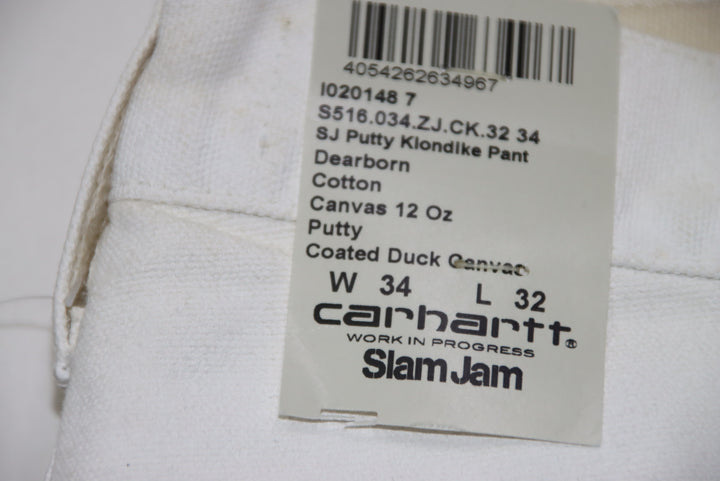 4054262634967
I020148 7
S516.034.ZJ.CK.32 34
SJ Putty Klondike Pant
Dearborn
Cotton
Canvas 12 Oz
Putty
Coated Duck Canvas
W 34 L 32
carhartt®
WORK IN PROGRESS
Slam Jam